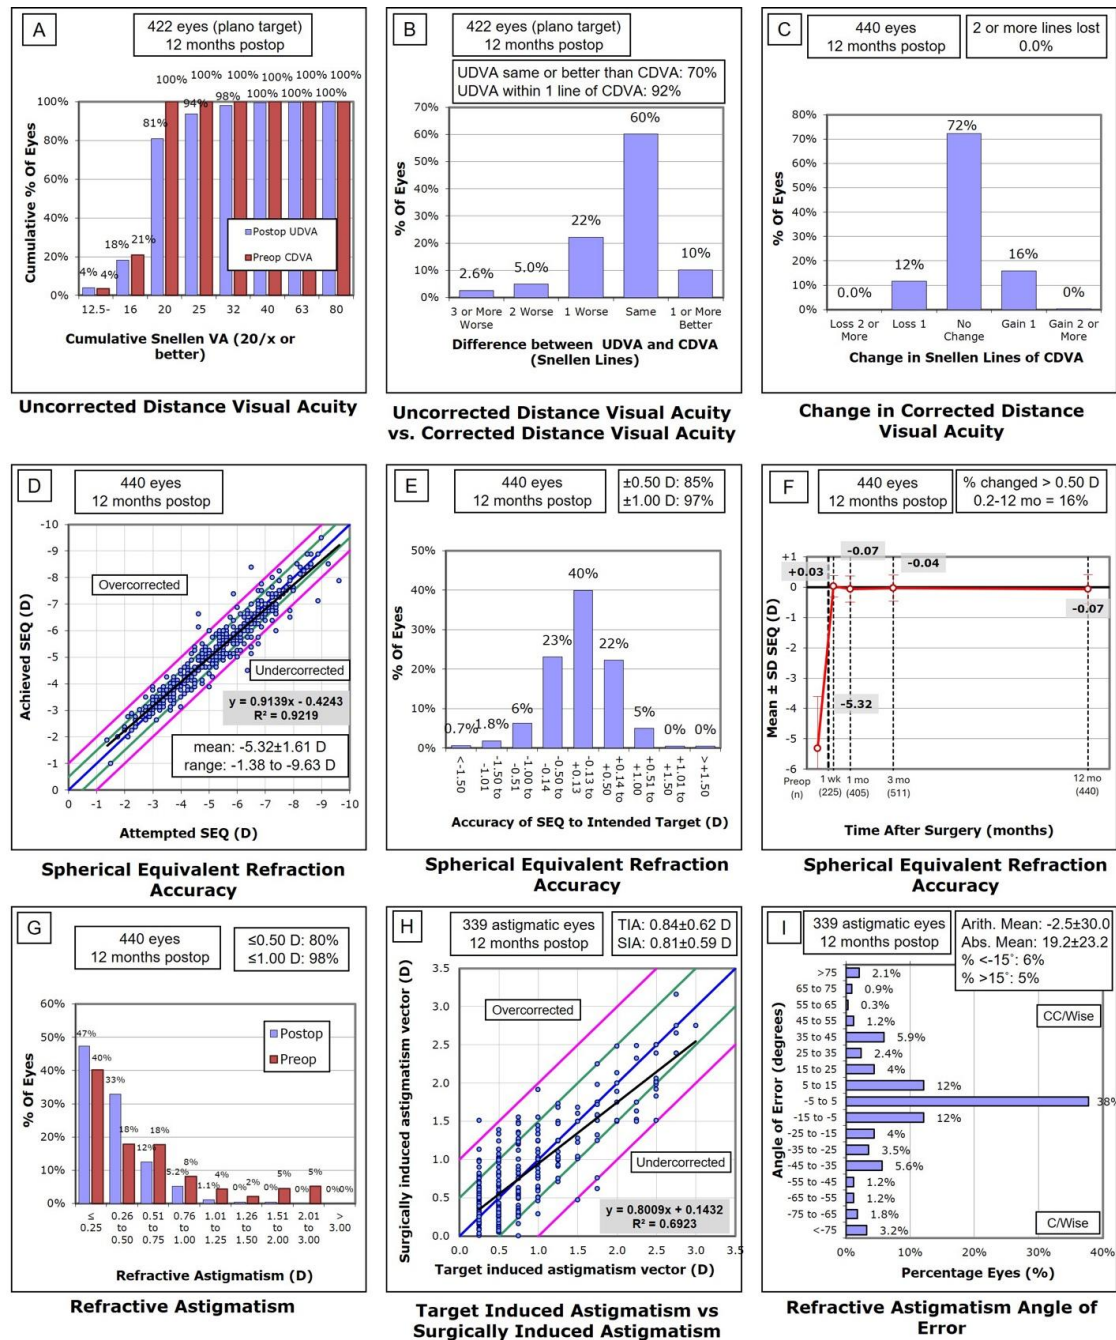 A
422 eyes (plano target)
12 months postop
100% 100% 100% 100% 100% 100%
100%
81%
94%
98%
100% 100% 100%
80%
60%
40%
20%
0%
Cumulative % Of Eyes
4% 4%
18%
21%
Postop UDVA
Preop CDVA
12.5- 16 20 25 32 40 63 80
Cumulative Snellen VA (20/x or
better)
Uncorrected Distance Visual Acuity
B
422 eyes (plano target)
12 months postop
UDVA same or better than CDVA: 70%
UDVA within 1 line of CDVA: 92%
70%
60%
50%
40%
30%
20%
10%
0%
% Of Eyes
2.6%
5.0%
22%
60%
10%
3 or More
Worse
2 Worse
1 Worse
Same
1 or More
Better
Difference between UDVA and CDVA
(Snellen Lines)
Uncorrected Distance Visual Acuity
vs. Corrected Distance Visual Acuity
C
440 eyes
12 months postop
2 or more lines lost
0.0%
80%
70%
60%
50%
40%
30%
20%
10%
0%
% Of Eyes
0.0%
12%
72%
16%
0%
Loss 2 or
More
Loss 1
No
Change
Gain 1
Gain 2 or
More
Change in Snellen Lines of CDVA
Change in Corrected Distance
Visual Acuity
D
440 eyes
12 months postop
-10
-9
-8
-7
-6
-5
-4
-3
-2
-1
0
Achieved SEQ (D)
Overcorrected
Undercorrected
y = 0.9139x - 0.4243
R² = 0.9219
mean: -5.32±1.61 D
range: -1.38 to -9.63 D
0 -1 -2 -3 -4 -5 -6 -7 -8 -9 -10
Attempted SEQ (D)
Spherical Equivalent Refraction
Accuracy
E
440 eyes
12 months postop
±0.50 D: 85%
±1.00 D: 97%
50%
40%
30%
20%
10%
0%
% Of Eyes
0.7%
1.8%
6%
23%
40%
22%
5%
0%
0%
<-1.50
-1.50 to
-1.01
-1.00 to
-0.51
-0.50 to
-0.14
-0.13 to
+0.13
+0.14 to
+0.50
+0.51 to
+1.01 to
>+1.50
Accuracy of SEQ to Intended Target (D)
Spherical Equivalent Refraction
Accuracy
F
440 eyes
12 months postop
% changed > 0.50 D
0.2-12 mo = 16%
+1
0
-1
-2
-3
-4
-5
-6
Mean ± SD SEQ (D)
+0.03
-0.07
-0.04
-0.07
-5.32
Preop
(n)
1 wk
(225)
1 mo
(405)
3 mo
(511)
12 mo
(440)
Time After Surgery (months)
Spherical Equivalent Refraction
Accuracy
G
440 eyes
12 months postop
≤0.50 D: 80%
≤1.00 D: 98%
60%
50%
40%
30%
20%
10%
0%
% Of Eyes
47%
40%
33%
18%
12%
18%
5.2%
8%
1.1%
4%
0%
2%
0%
5%
0%
5%
0%0%
Postop
Preop
≤
0.25
0.26
to
0.50
0.51
to
0.75
0.76
to
1.00
1.01
to
1.25
1.26
to
1.50
1.51
to
2.00
2.01
to
3.00
>
3.00
Refractive Astigmatism (D)
Refractive Astigmatism
H
339 astigmatic eyes
12 months postop
TIA: 0.84±0.62 D
SIA: 0.81±0.59 D
3.5
3.0
2.5
2.0
1.5
1.0
0.5
0.0
Surgically induced astigmatism vector (D)
Overcorrected
Undercorrected
y = 0.8009x + 0.1432
R² = 0.6923
0.0 0.5 1.0 1.5 2.0 2.5 3.0 3.5
Target induced astigmatism vector (D)
Target Induced Astigmatism vs
Surgically Induced Astigmatism
I
339 astigmatic eyes
12 months postop
Arith. Mean: -2.5±30.0
Abs. Mean: 19.2±23.2
% <-15˚: 6%
% >15˚: 5%
Angle of Error (degrees)
>75 2.1%
65 to 75 0.9%
55 to 65 0.3%
45 to 55 1.2%
35 to 45 5.9%
25 to 35 2.4%
15 to 25 4%
5 to 15 12%
-5 to 5 38%
-15 to -5 12%
-25 to -15 4%
-35 to -25 3.5%
-45 to -35 5.6%
-55 to -45 1.2%
-65 to -55 1.2%
-75 to -65 1.8%
<-75 3.2%
CC/Wise
C/Wise
0% 10% 20% 30% 40%
Percentage Eyes (%)
Refractive Astigmatism Angle of
Error